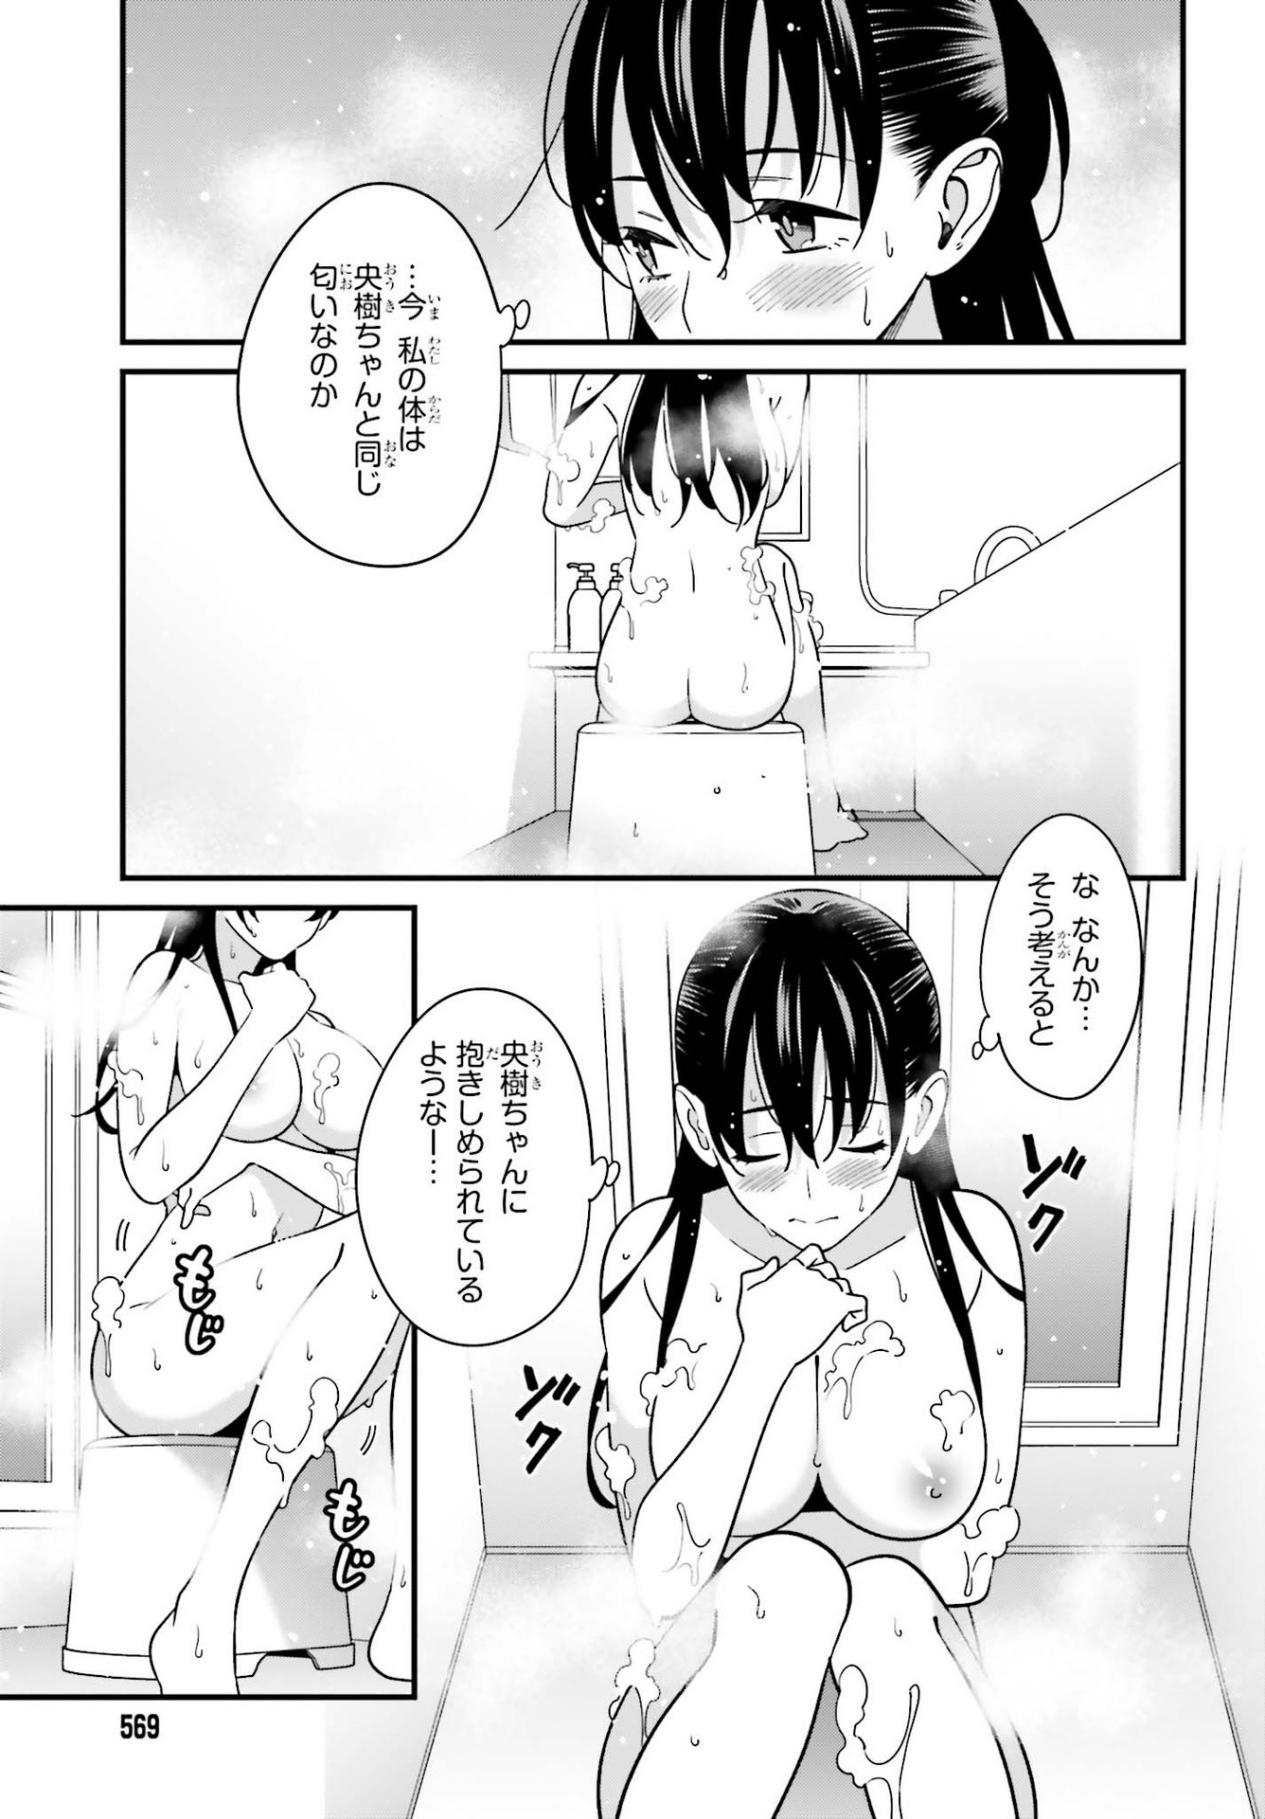 …今 私の体は
央樹ちゃんと同じ
匂いなのか
な なんか…
そう考えると
ゾク
央樹ちゃんに
抱きしめられている
ような─…
ゾク
もじ
もじ
569